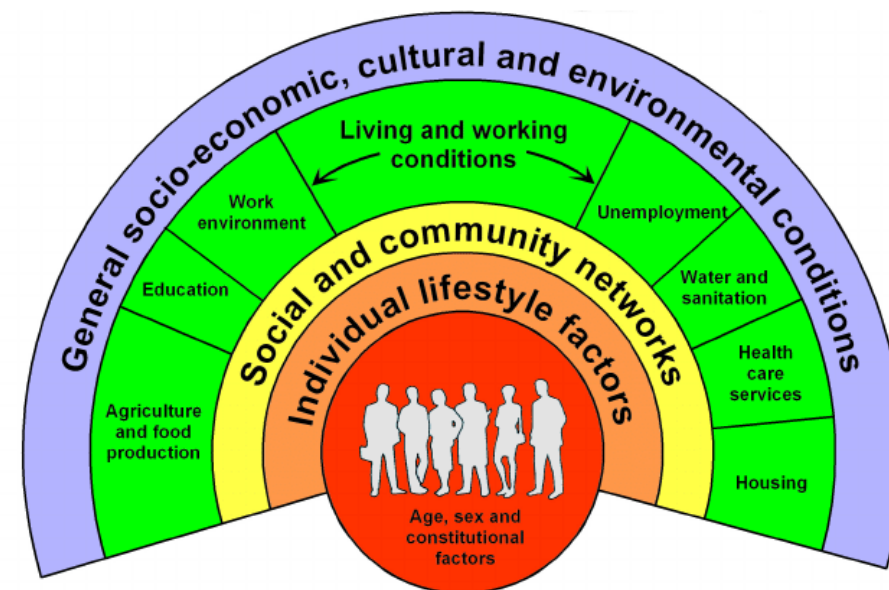 General socio-economic, cultural and environmental conditions
Living and working
conditions
Agriculture
and food
production
Education
Work
environment
Unemployment
Water and
sanitation
Health
care
services
Housing
Social and community networks
Individual lifestyle factors
Age, sex and
constitutional
factors